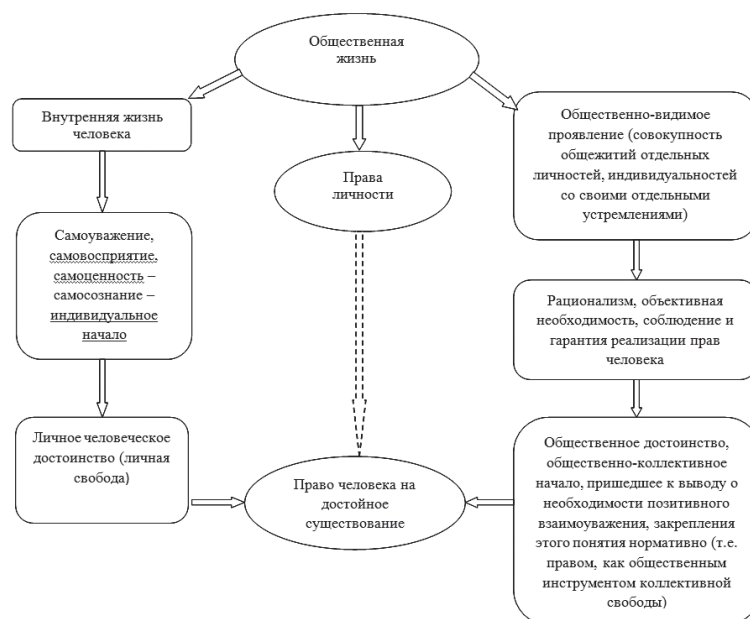 Общественная
жизнь
Внутренняя жизнь
человека
Права
личности
Общественно-видимое
проявление (совокупность
общежитий отдельных
личностей, индивидуальностей
со своими отдельными
устремлениями)
Самоуважение,
самовосприятие,
самоценность –
самосознание –
индивидуальное
начало
Рационализм, объективная
необходимость, соблюдение и
гарантия реализации прав
человека
Личное человеческое
достоинство (личная
свобода)
Право человека на
достойное
существование
Общественное достоинство,
общественно-коллективное
начало, пришедшее к выводу о
необходимости позитивного
взаимоуважения, закрепления
этого понятия нормативно (т.е.
правом, как общественным
инструментом коллективной
свободы)